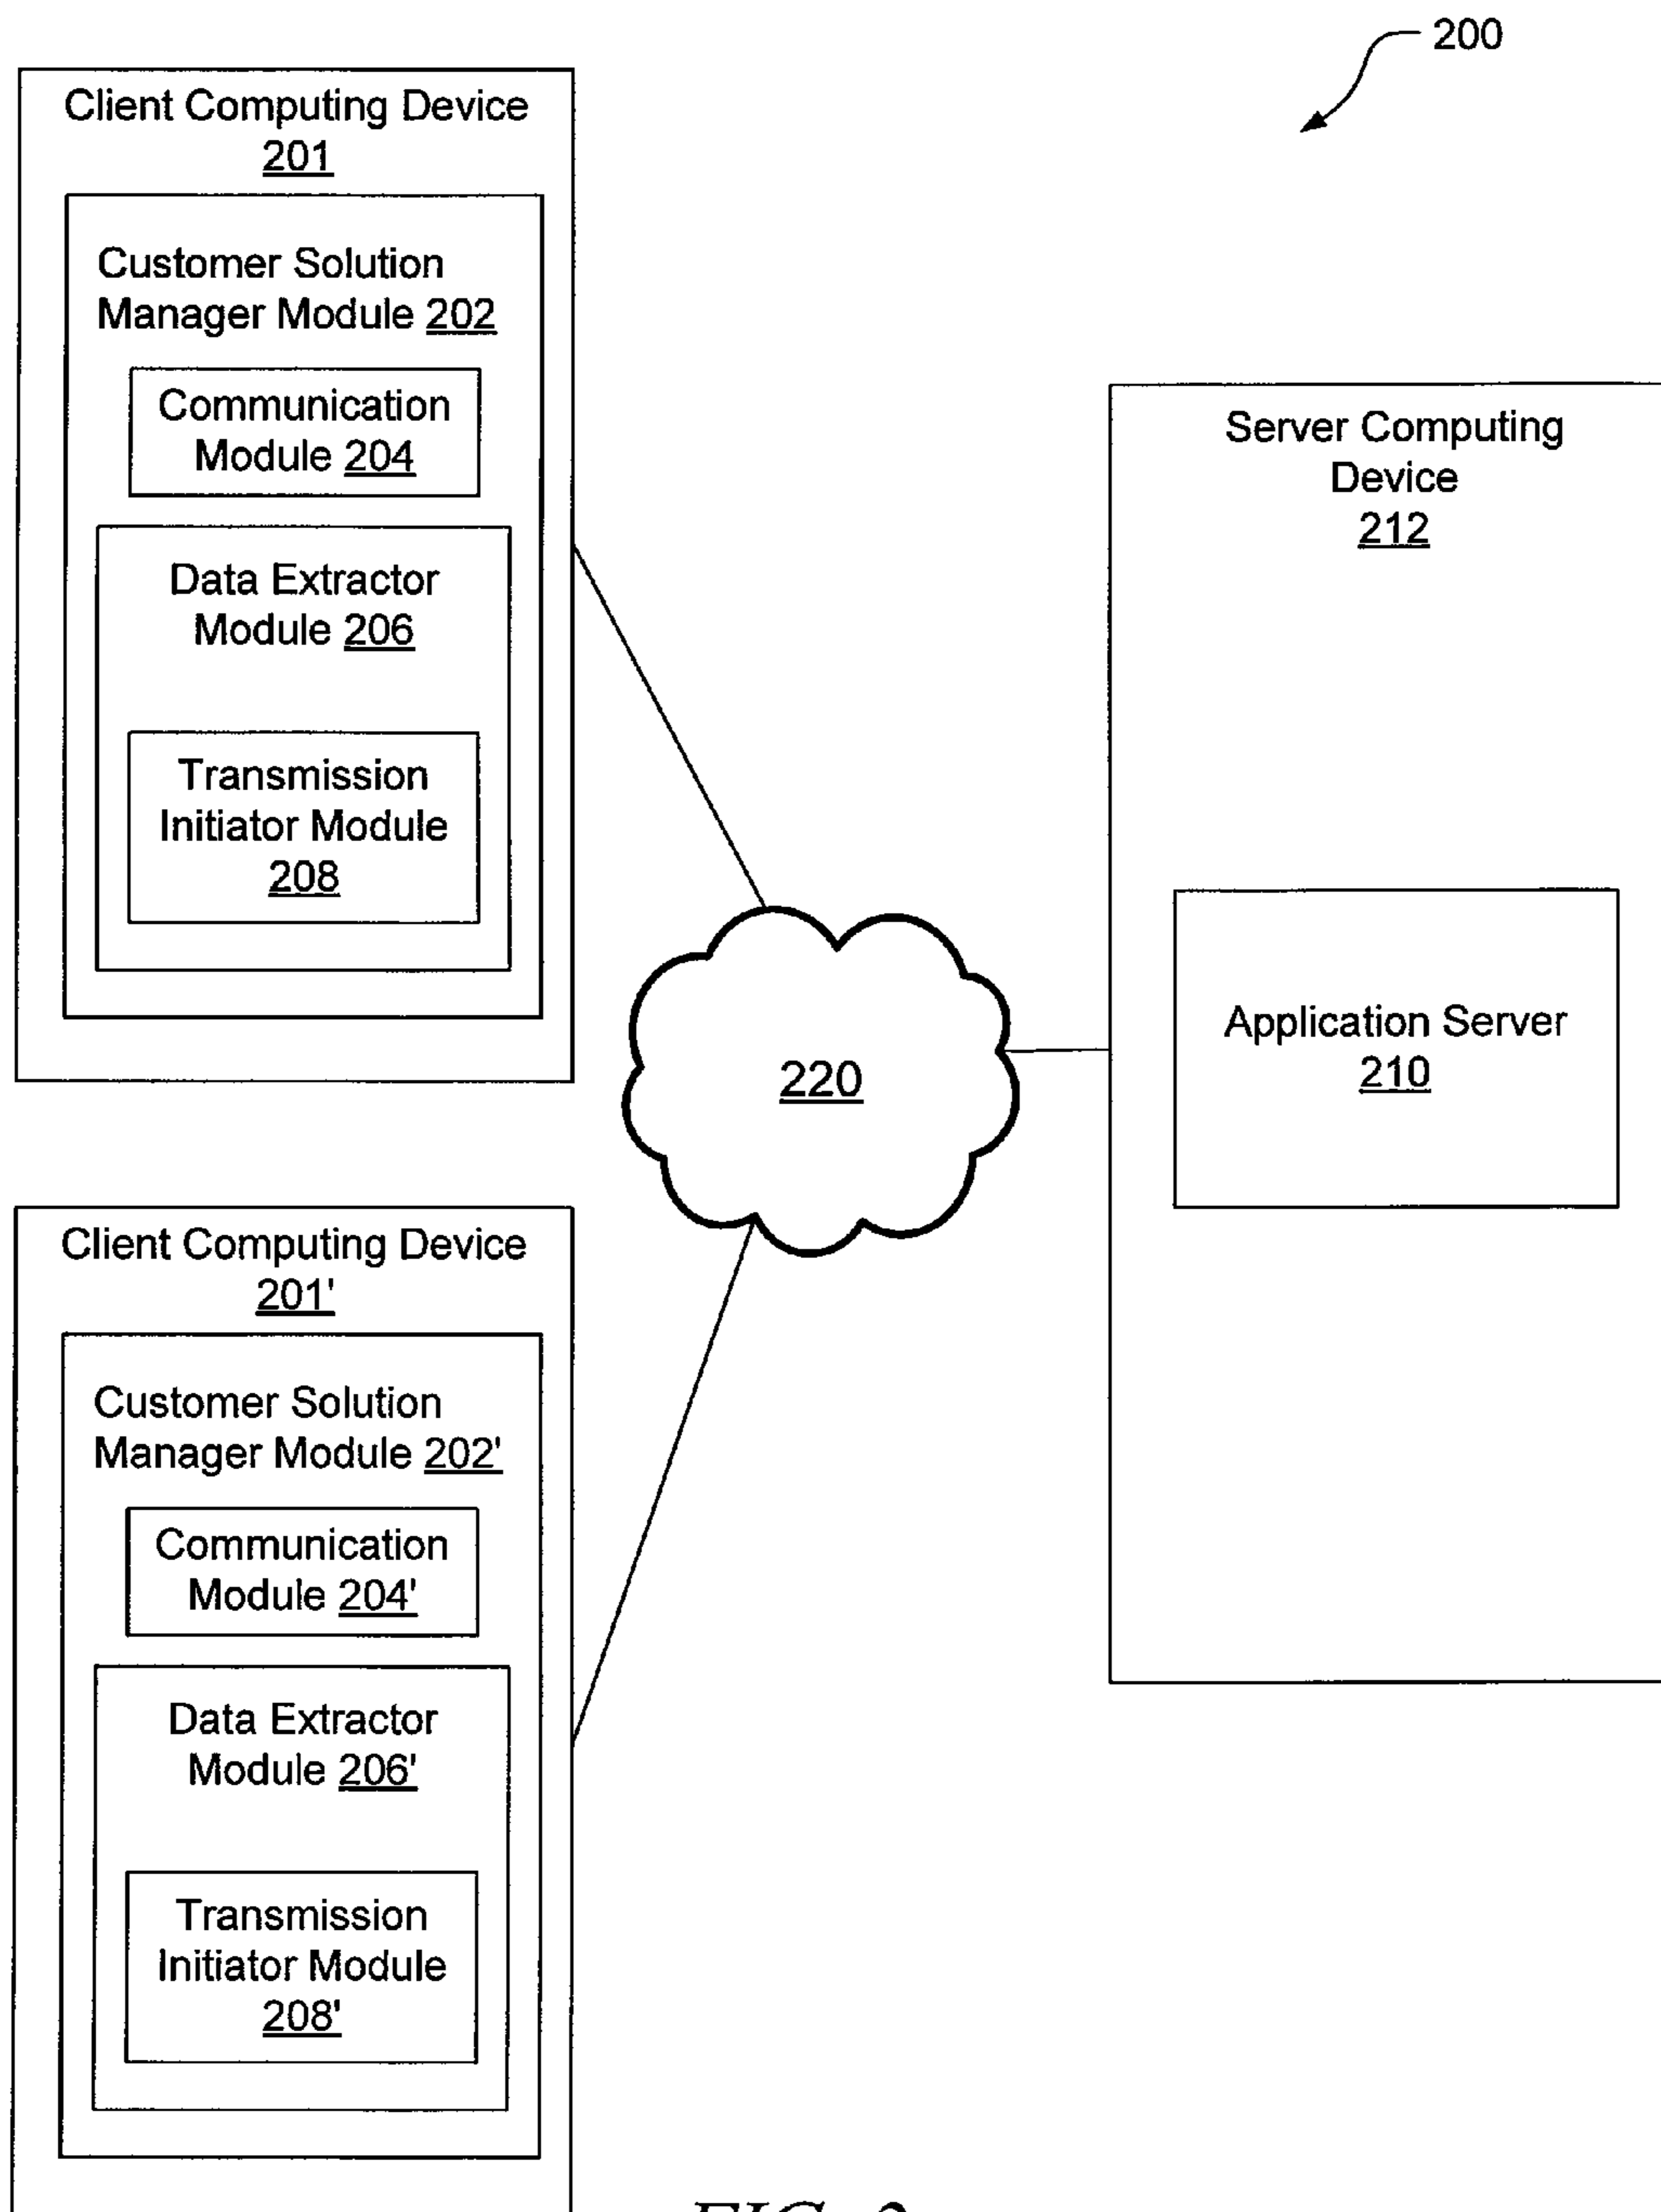 200
Client Computing Device
201
Customer Solution
Manager Module 202
Communication
Module 204
Data Extractor
Module 206
Transmission
Initiator Module
208
Server Computing
Device
212
Application Server
210
220
Client Computing Device
201'
Customer Solution
Manager Module 202'
Communication
Module 204'
Data Extractor
Module 206'
Transmission
Initiator Module
208'
FIG. 2